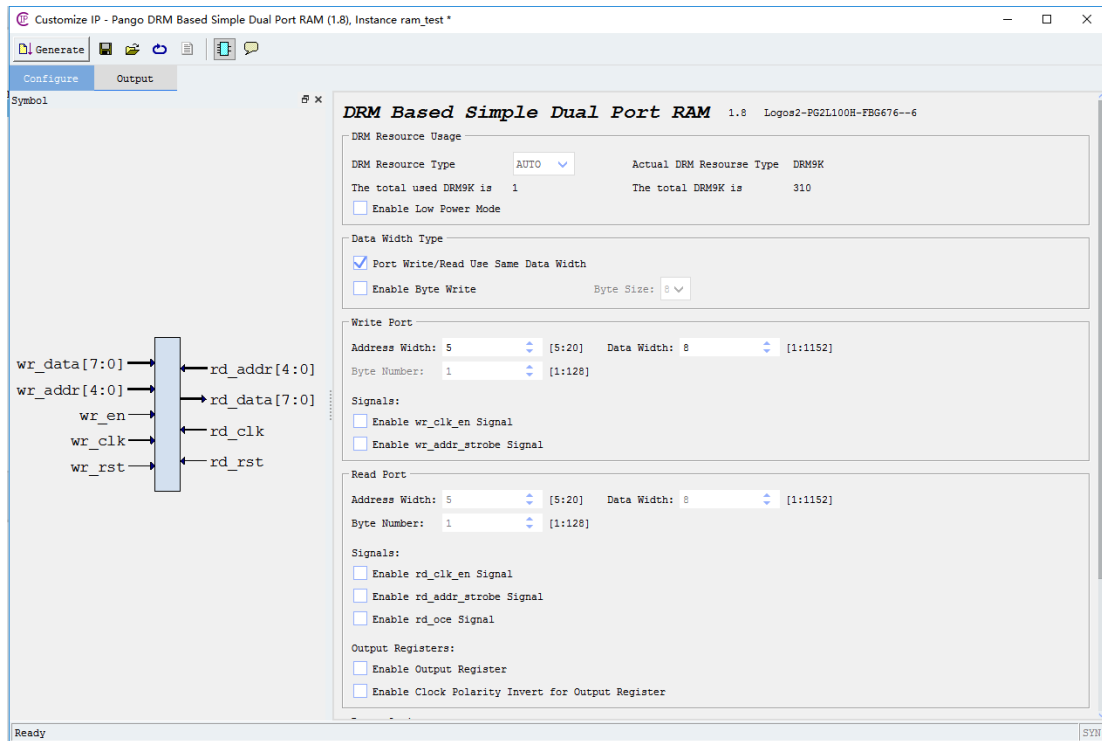 Customize IP - Pango DRM Based Simple Dual Port RAM (1.8), Instance ram_test *
Generate
Configure Output
Symbol
DRM Based Simple Dual Port RAM 1.8 Logos2-PG2L100H-FBG676--6
DRM Resource Usage
DRM Resource Type AUTO Actual DRM Resourse Type DRM9K
The total used DRM9K is 1 The total DRM9K is 310
Enable Low Power Mode
Data Width Type
Port Write/Read Use Same Data Width
Enable Byte Write Byte Size: 8
Write Port
Address Width: 5 [5:20] Data Width: 8 [1:1152]
Byte Number: 1 [1:128]
Signals:
Enable wr_clk_en Signal
Enable wr_addr_strobe Signal
Read Port
Address Width: 5 [5:20] Data Width: 8 [1:1152]
Byte Number: 1 [1:128]
Signals:
Enable rd_clk_en Signal
Enable rd_addr_strobe Signal
Enable rd_oce Signal
Output Registers:
Enable Output Register
Enable Clock Polarity Invert for Output Register
wr_data[7:0]
wr_addr[4:0]
wr_en
wr_clk
wr_rst
rd_addr[4:0]
rd_data[7:0]
rd_clk
rd_rst
Ready SYN